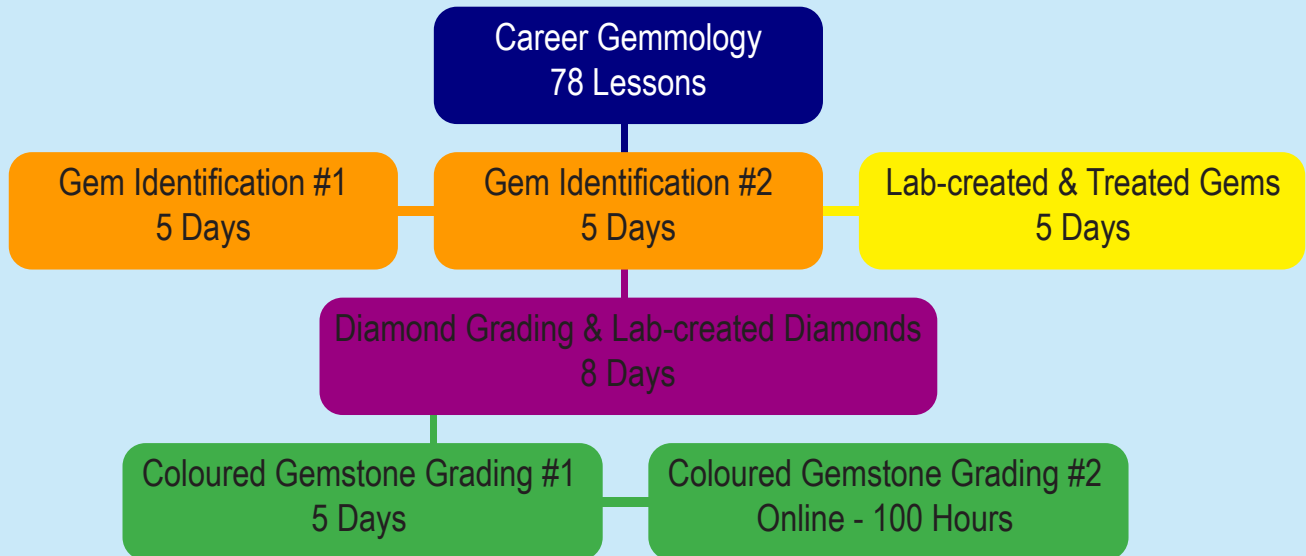 Career Gemmology
78 Lessons
Gem Identification #1
5 Days
Gem Identification #2
5 Days
Lab-created & Treated Gems
5 Days
Diamond Grading & Lab-created Diamonds
8 Days
Coloured Gemstone Grading #1
5 Days
Coloured Gemstone Grading #2
Online - 100 Hours